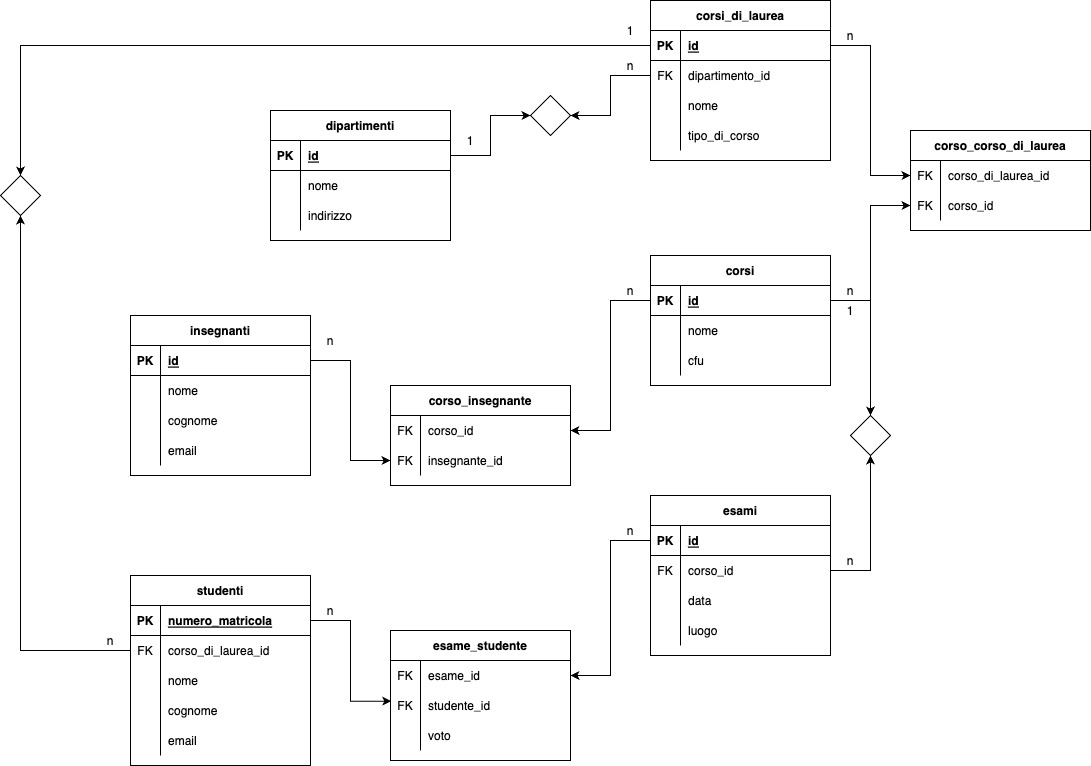 corsi_di_laurea
1
PK id
n
n
FK dipartimento_id
nome
tipo_di_corso
dipartimenti
1
PK id
nome
indirizzo
corso_corso_di_laurea
FK corso_di_laurea_id
FK corso_id
corsi
n
PK id
n
1
nome
cfu
insegnanti
n
PK id
nome
cognome
email
corso_insegnante
FK corso_id
FK insegnante_id
esami
n
PK id
FK corso_id
n
data
luogo
studenti
n
PK numero_matricola
n
FK corso_di_laurea_id
nome
cognome
email
esame_studente
FK esame_id
FK studente_id
voto